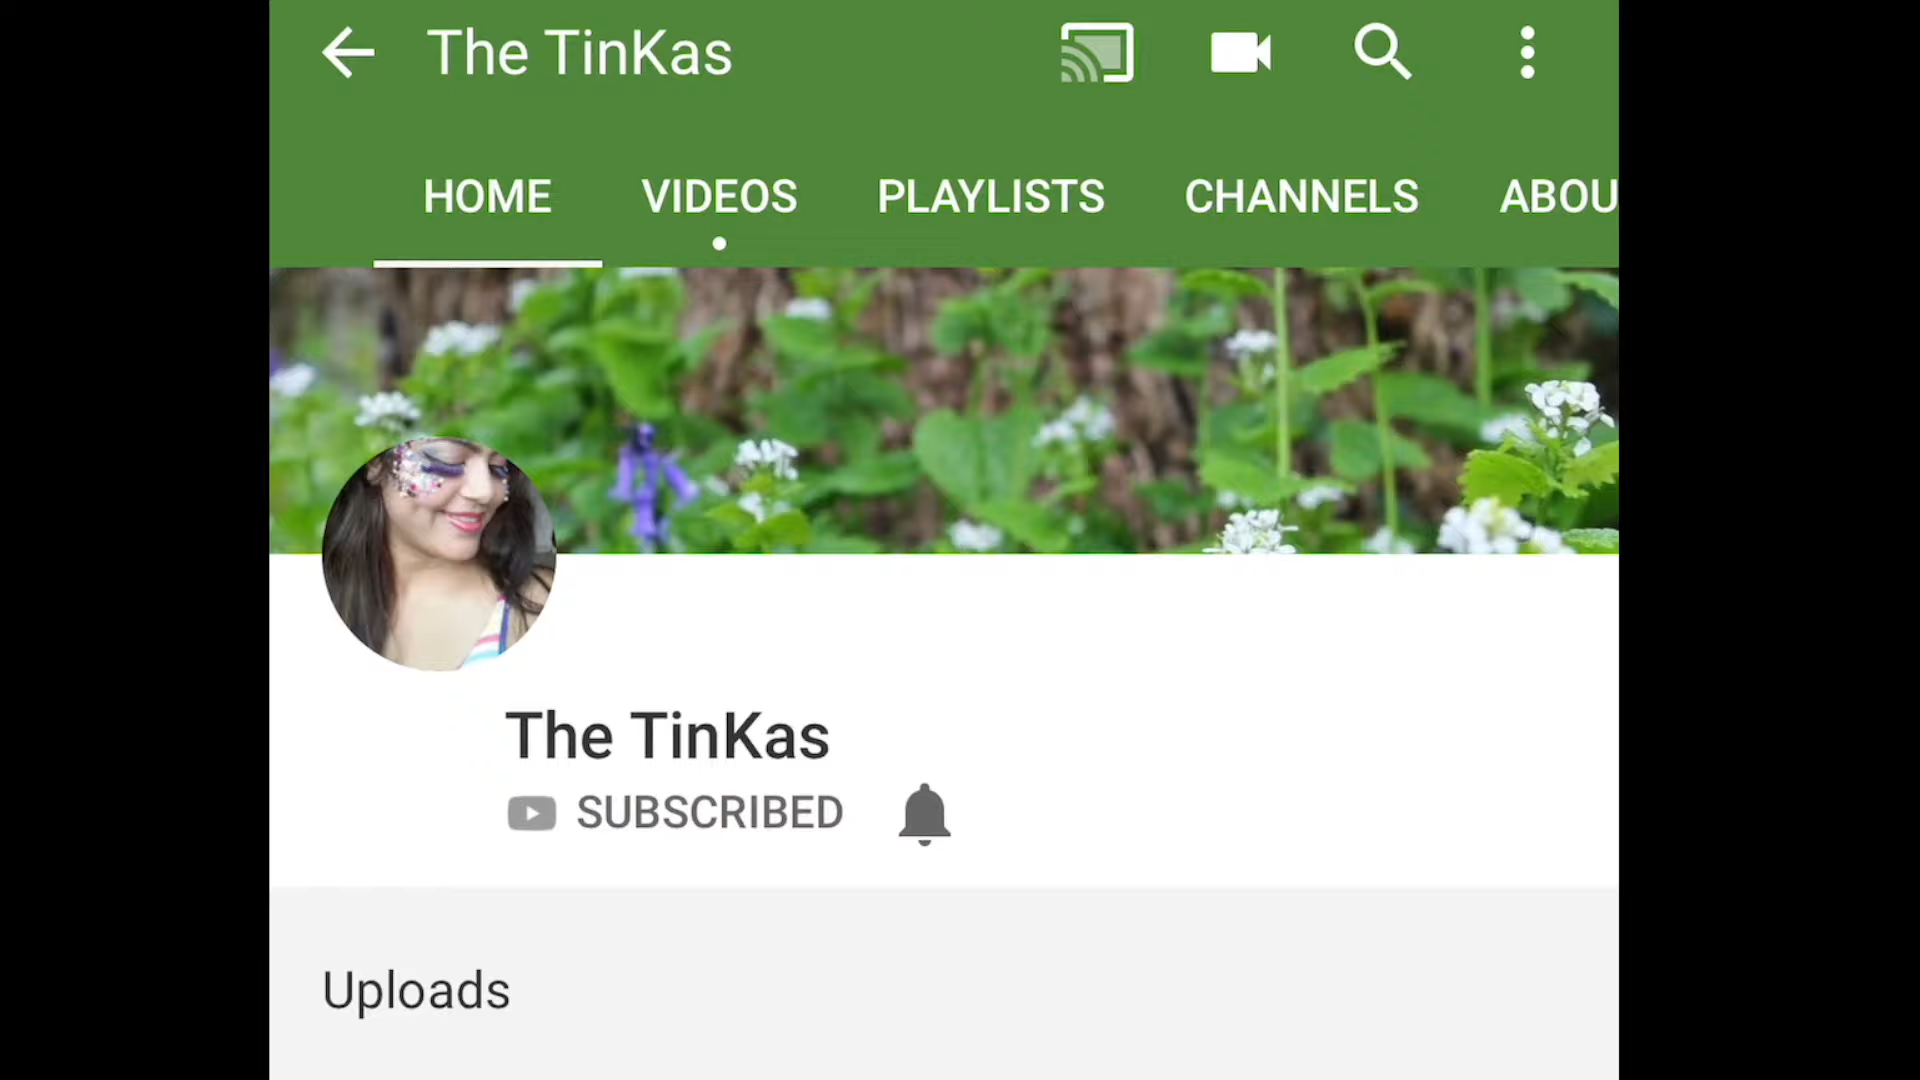 The TinKas
HOME VIDEOS PLAYLISTS CHANNELS ABOU
The TinKas
SUBSCRIBED
Uploads